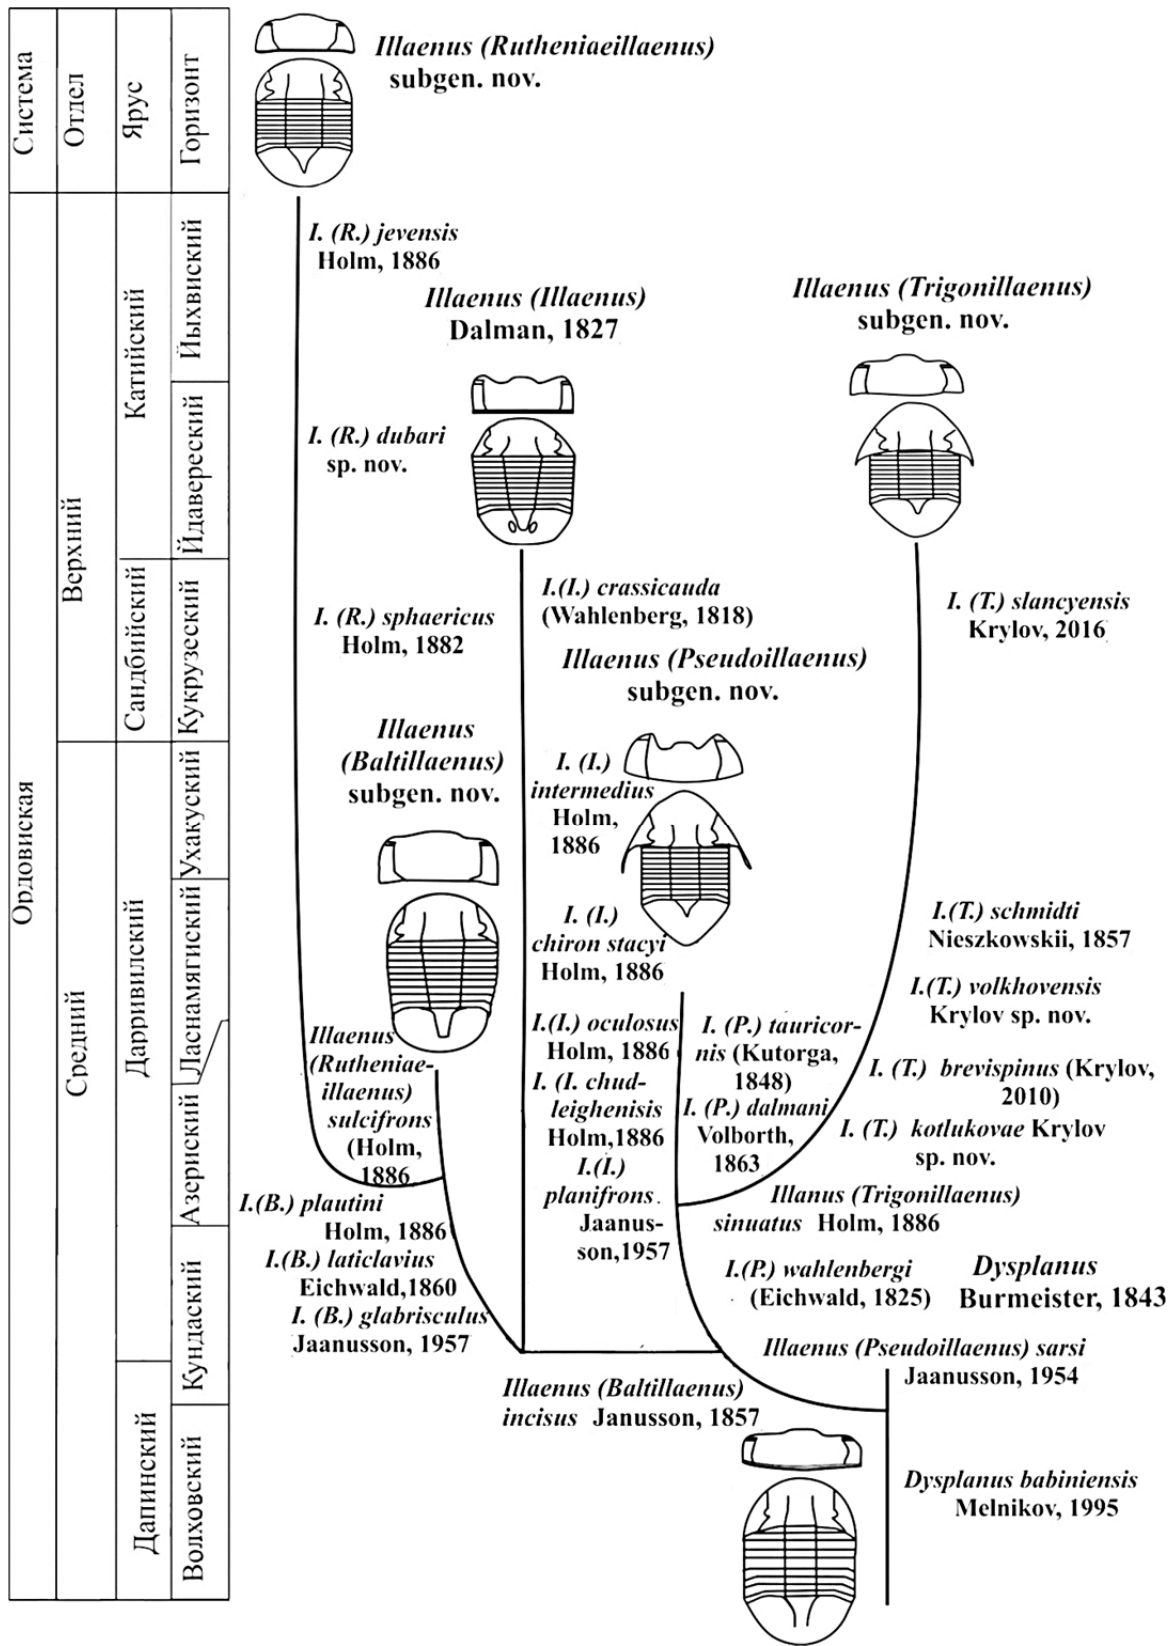 Система
Отдел
Ярус
Горизонт
Ордовиская
Верхний
Средний
Катийский
Сандбийский
Дарривилский
Дапинский
Йыхвиский
Йдавереский
Кукрузеский
Ухакуский
Ласнамягиский
Азериский
Кундаский
Волховский
Illaenus (Rutheniaeillaenus)
subgen. nov.
I. (R.) jevensis
Holm, 1886
Illaenus (Illaenus)
Dalman, 1827
Illaenus (Trigonillaenus)
subgen. nov.
I. (R.) dubari
sp. nov.
I. (R.) sphaericus
Holm, 1882
I.(I.) crassicauda
(Wahlenberg, 1818)
I. (T.) slancyensis
Krylov, 2016
Illaenus (Pseudoillaenus)
subgen. nov.
Illaenus
(Baltillaenus)
subgen. nov.
I. (I.)
intermedius
Holm,
1886
I. (I.)
chiron stacyi
Holm, 1886
I.(T.) schmidti
Nieszkowskii, 1857
I.(T.) volkhovensis
Krylov sp. nov.
Illaenus
(Rutheniae-
illaenus)
sulcifrons
(Holm,
1886
I.(I.) oculosus
Holm, 1886
I. (I. chud-
leighenisis
Holm,1886
I.(I.)
planifrons.
Jaanus-
son,1957
I. (P.) tauricor-
nis (Kutorga,
1848)
I. (P.) dalmani
Volborth,
1863
I. (T.) brevispinus (Krylov,
2010)
I. (T.) kotlukovae Krylov
sp. nov.
Illanus (Trigonillaenus)
sinuatus Holm, 1886
I.(B.) plautini
Holm, 1886
I.(B.) laticlavius
Eichwald,1860
I. (B.) glabrisculus
Jaanusson, 1957
I.(P.) wahlenbergi
(Eichwald, 1825)
Dysplanus
Burmeister, 1843
Illaenus (Pseudoillaenus) sarsi
Jaanusson, 1954
Illaenus (Baltillaenus)
incisus Janusson, 1857
Dysplanus babiniensis
Melnikov, 1995